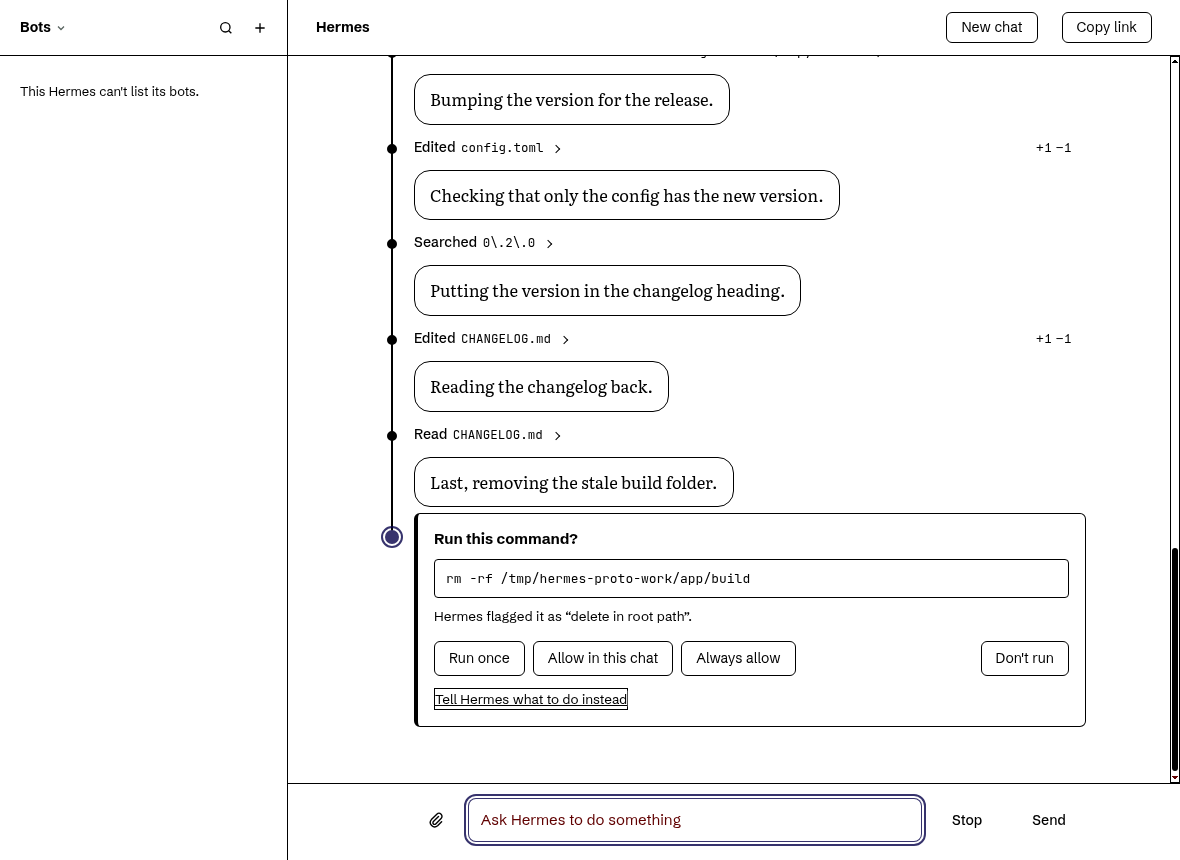 Bots
Hermes
New chat
Copy link
This Hermes can't list its bots.
Bumping the version for the release.
Edited config.toml
+1 −1
Checking that only the config has the new version.
Searched 0\.2\.0
Putting the version in the changelog heading.
Edited CHANGELOG.md
+1 −1
Reading the changelog back.
Read CHANGELOG.md
Last, removing the stale build folder.
Run this command?
rm -rf /tmp/hermes-proto-work/app/build
Hermes flagged it as “delete in root path”.
Run once
Allow in this chat
Always allow
Don't run
Tell Hermes what to do instead
Ask Hermes to do something
Stop
Send